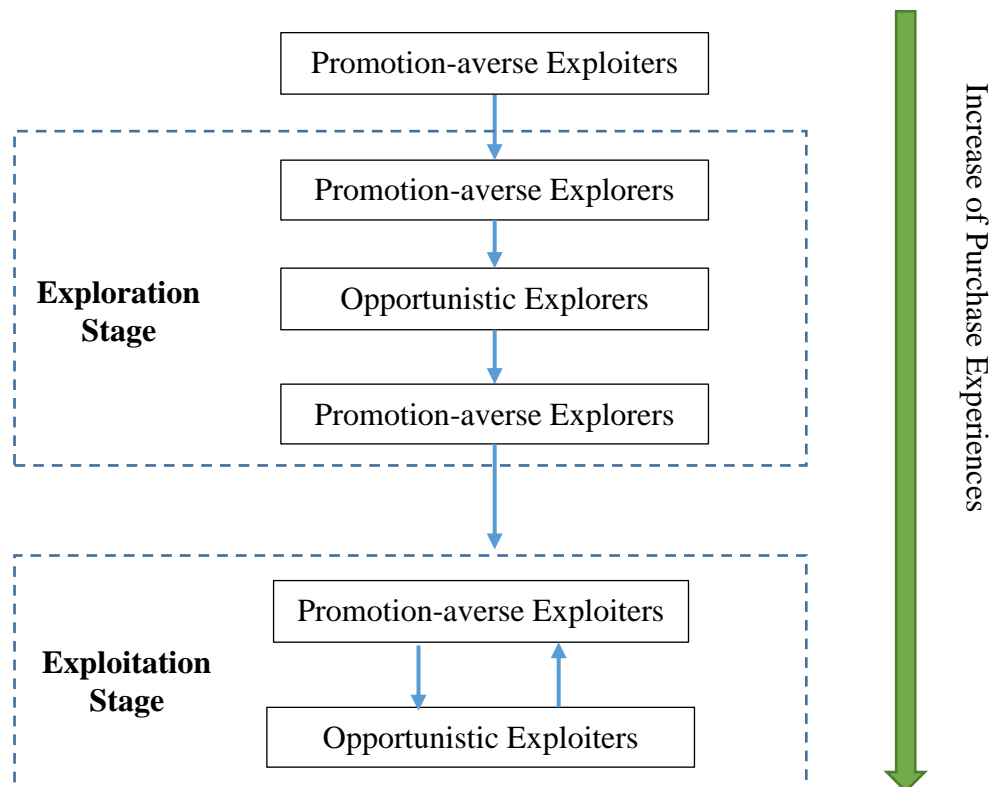 Promotion-averse Exploiters
Promotion-averse Explorers
Exploration
Stage
Opportunistic Explorers
Promotion-averse Explorers
Promotion-averse Exploiters
Exploitation
Stage
Opportunistic Exploiters
Increase of Purchase Experiences